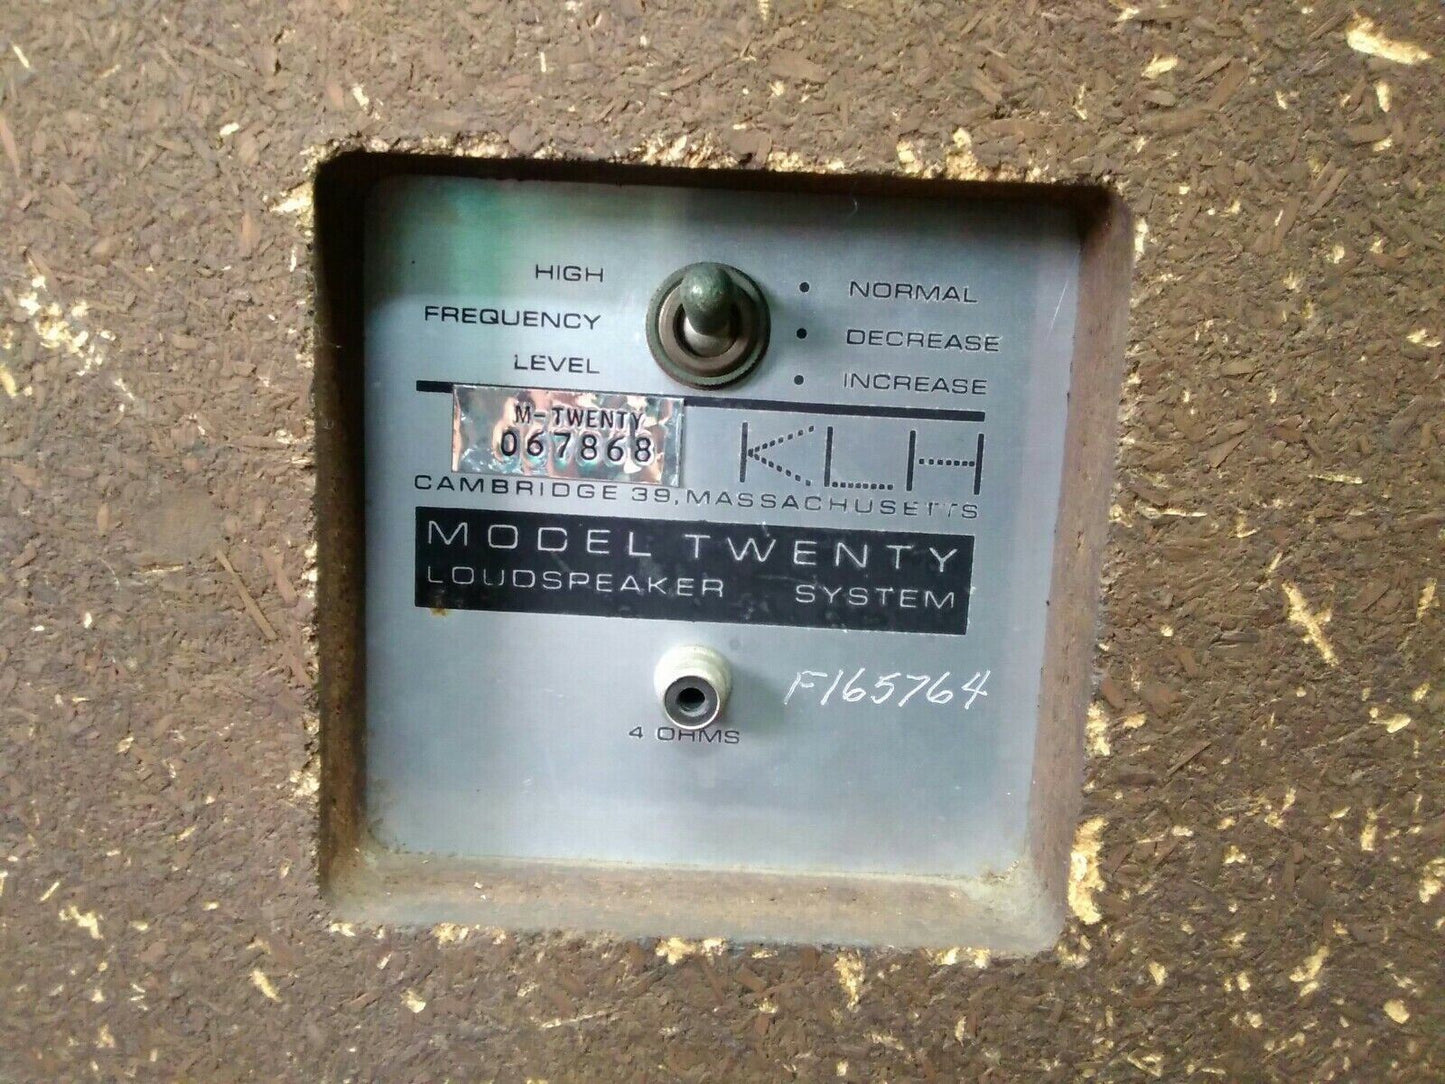 HIGH
FREQUENCY
LEVEL
• NORMAL
• DECREASE
• INCREASE
M-TWENTY
067868
KLH
CAMBRIDGE 39, MASSACHUSETTS
MODEL TWENTY
LOUDSPEAKER SYSTEM
F165764
4 OHMS